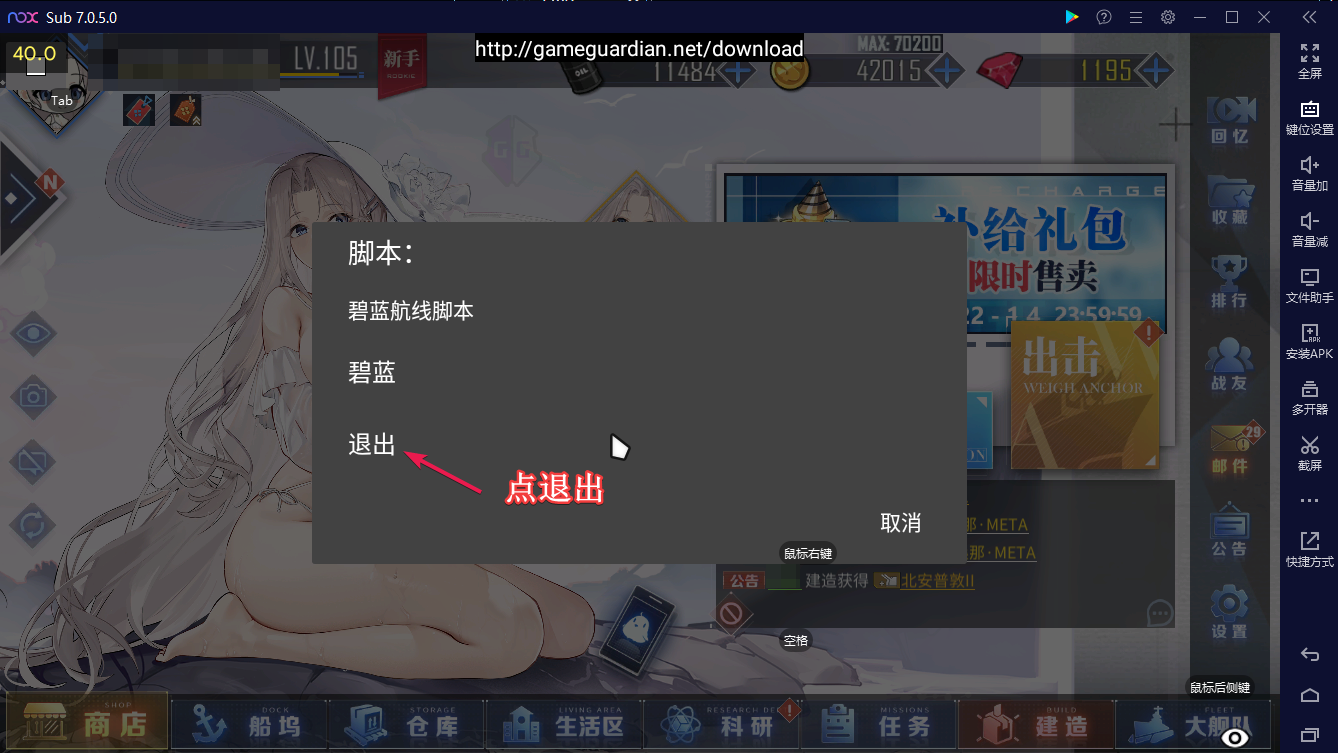 nox Sub 7.0.5.0
40.0
LV.105
新手
ROOKIE
http://gameguardian.net/download
OIL
11484
MAX: 70200
42015
1195
Tab
N
GG
全屏
键位设置
音量加
音量减
文件助手
安装APK
多开器
截屏
快捷方式
回忆
收藏
排行
战友
29
邮件
公告
设置
CHARGE
补给礼包
限时售卖
22 - 1.4 23:59:59
出击
WEIGH ANCHOR
ON
脚本：
碧蓝航线脚本
碧蓝
退出
点退出
取消
鼠标右键
那·META
那·META
公告 建造获得 北安普敦II
空格
鼠标后侧键
SHOP
商店
DOCK
船坞
STORAGE
仓库
LIVING AREA
生活区
RESEARCH DE
科研
MISSIONS
任务
BUILD
建造
FLEET
大舰队